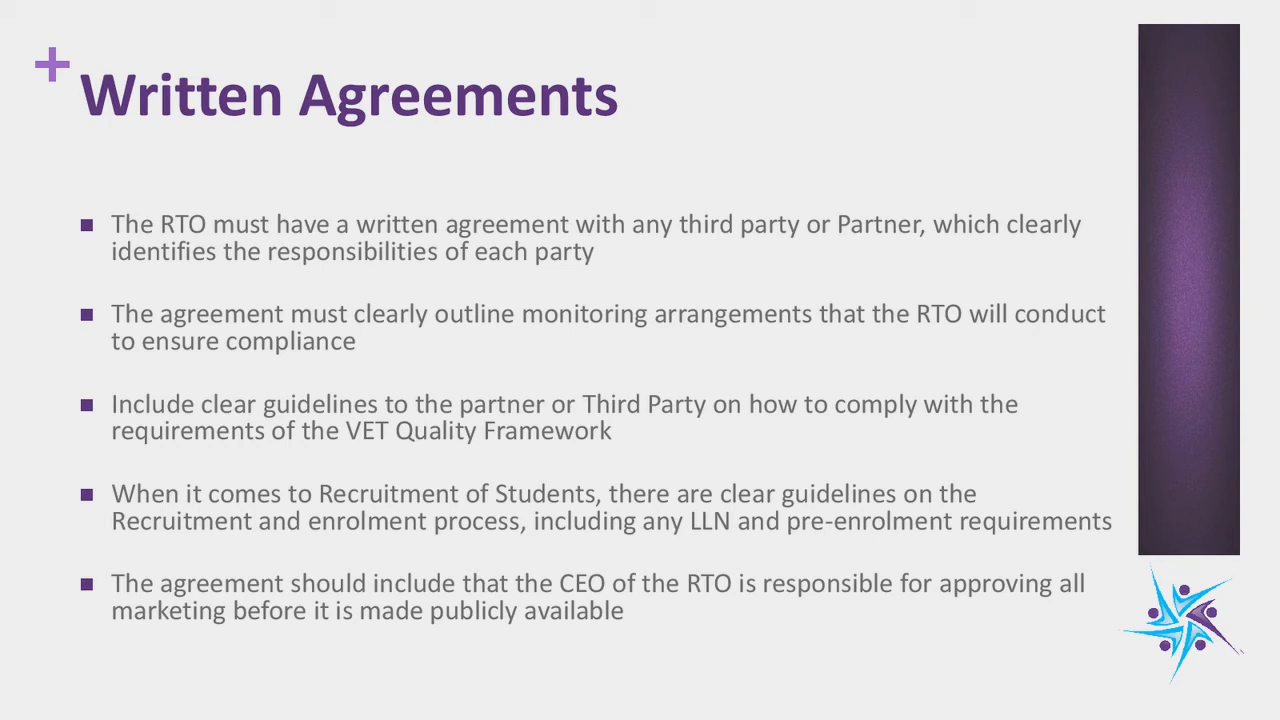 +
Written Agreements
■ The RTO must have a written agreement with any third party or Partner, which clearly
identifies the responsibilities of each party
■ The agreement must clearly outline monitoring arrangements that the RTO will conduct
to ensure compliance
■ Include clear guidelines to the partner or Third Party on how to comply with the
requirements of the VET Quality Framework
■ When it comes to Recruitment of Students, there are clear guidelines on the
Recruitment and enrolment process, including any LLN and pre-enrolment requirements
■ The agreement should include that the CEO of the RTO is responsible for approving all
marketing before it is made publicly available